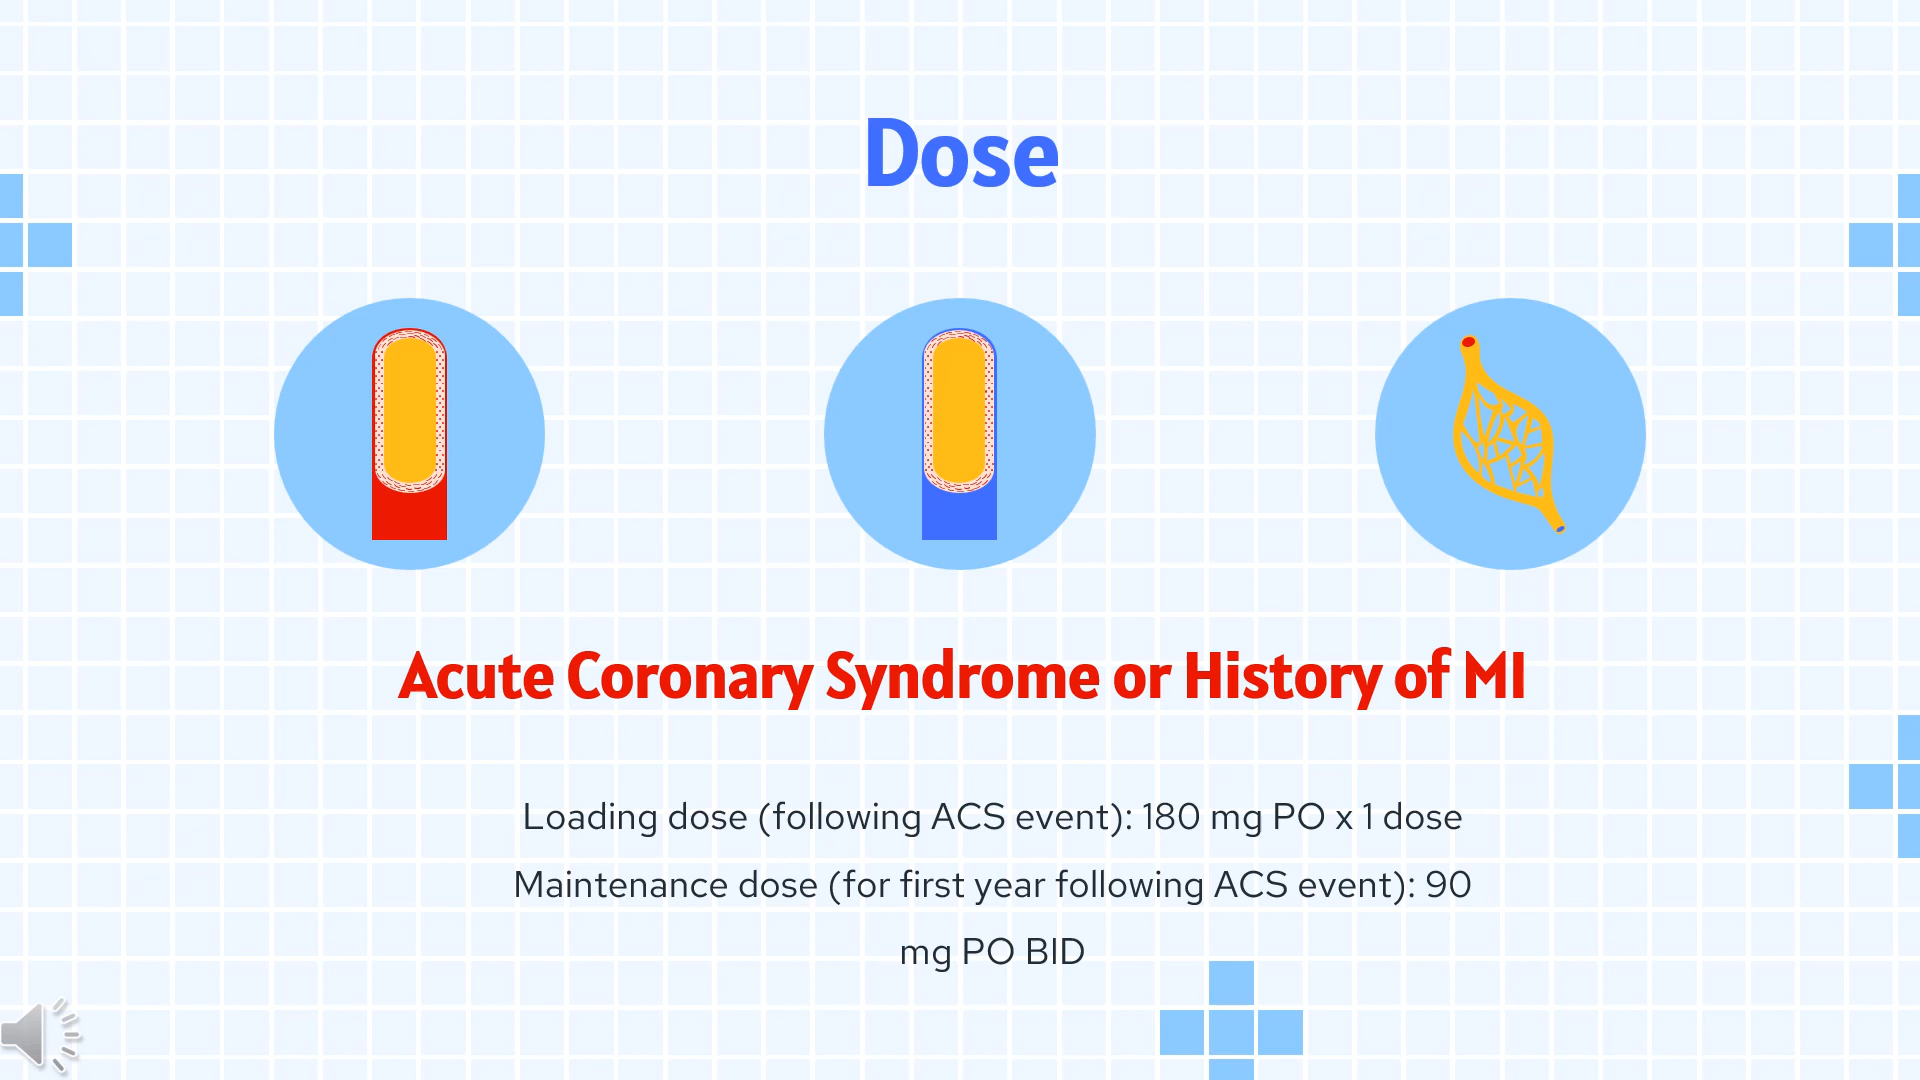 Dose
Acute Coronary Syndrome or History of MI
Loading dose (following ACS event): 180 mg PO x 1 dose
Maintenance dose (for first year following ACS event): 90
mg PO BID